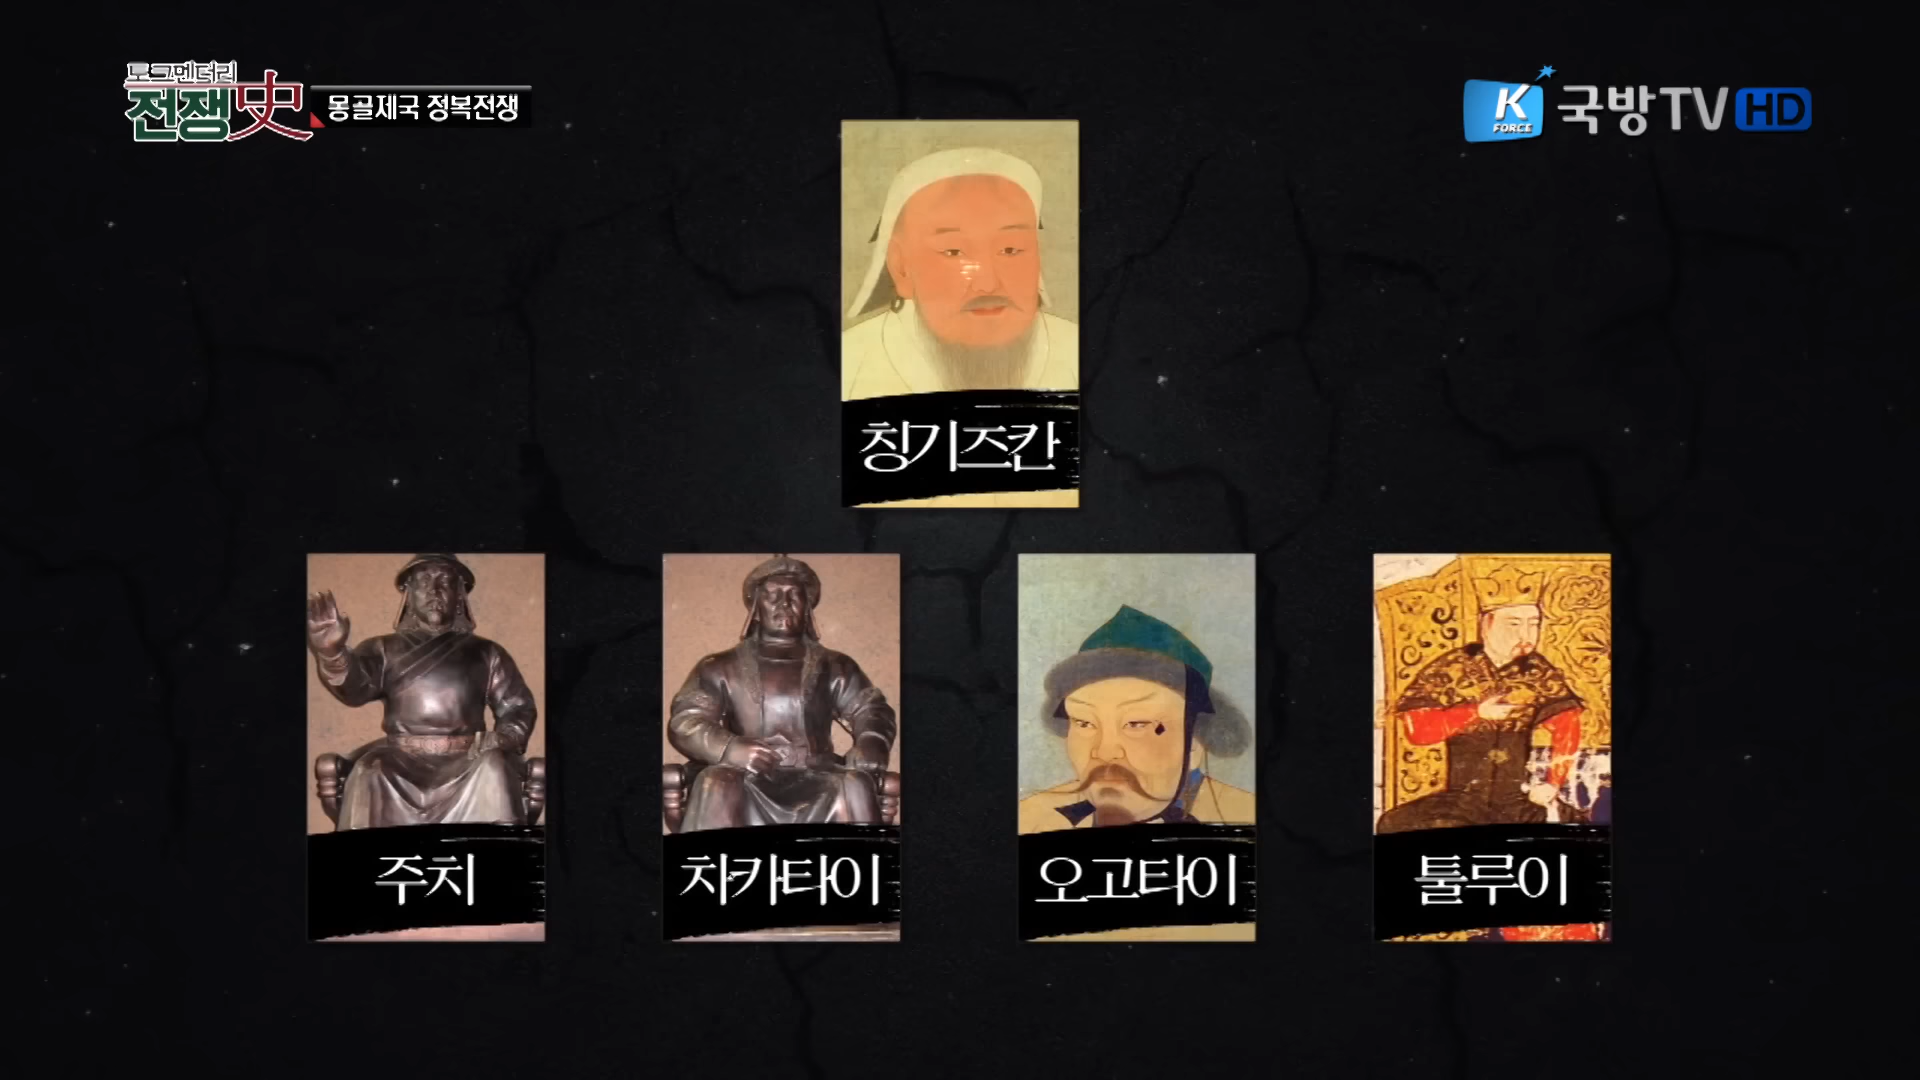 토크멘터리
전쟁史
몽골제국 정복전쟁
K
FORCE
국방TV HD
칭기즈칸
주치
차카타이
오고타이
툴루이